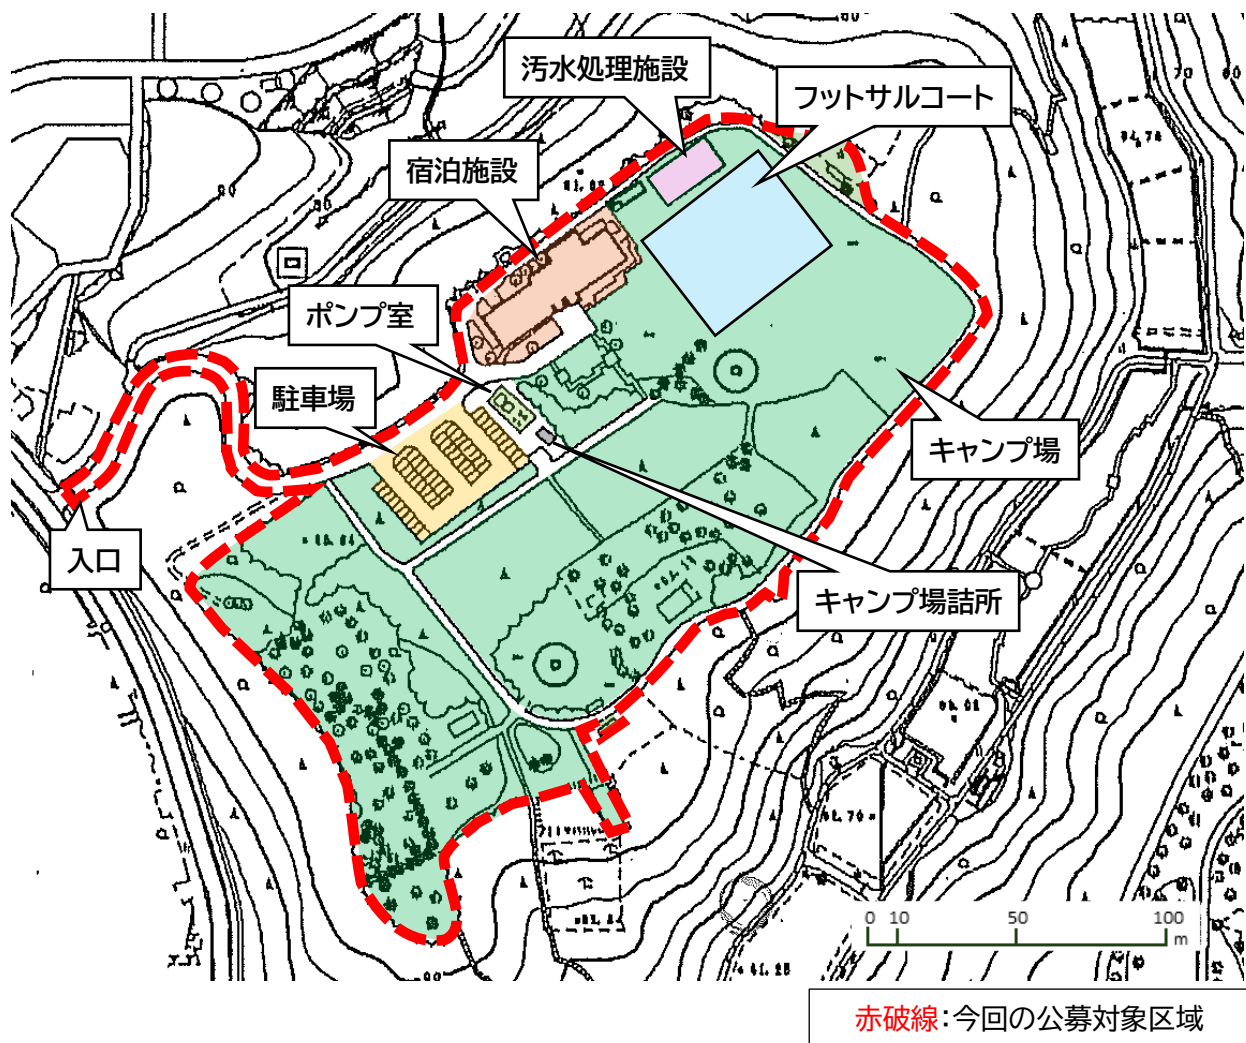 汚水処理施設
フットサルコート
宿泊施設
ポンプ室
駐車場
キャンプ場
入口
キャンプ場詰所
0 10 50 100
m
赤破線:今回の公募対象区域